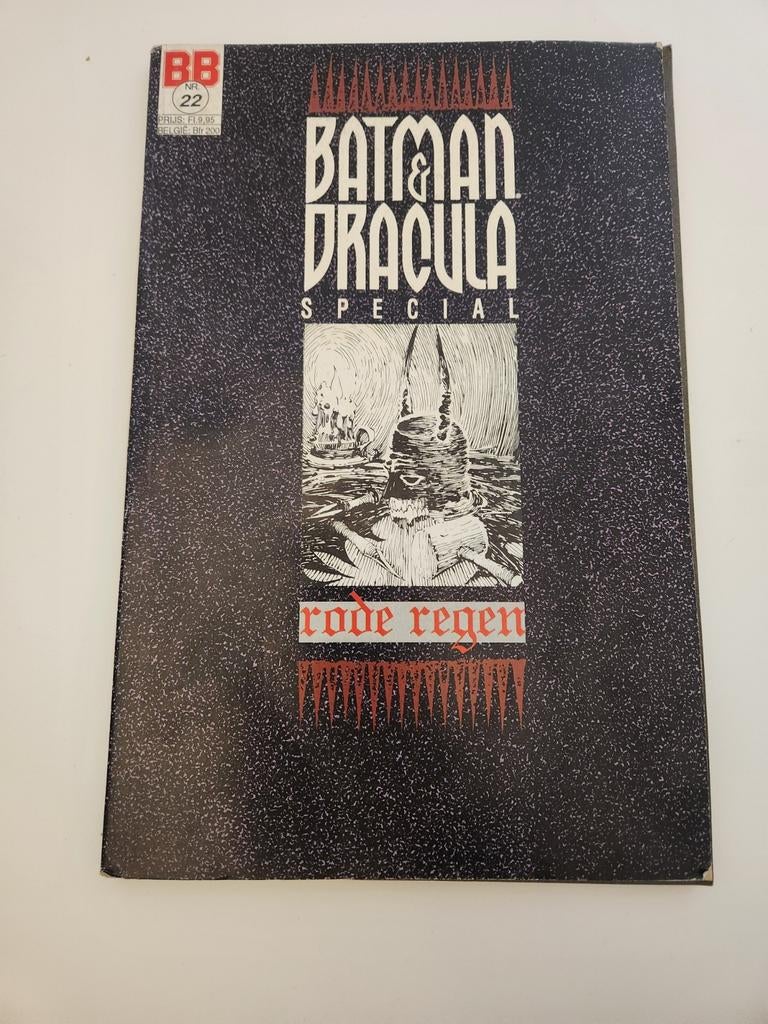 BB
NR.
22
PRIJS: Fl.9,95
BELGIË: Bfr 200
BATMAN
&
DRACULA
SPECIAL
rode regen